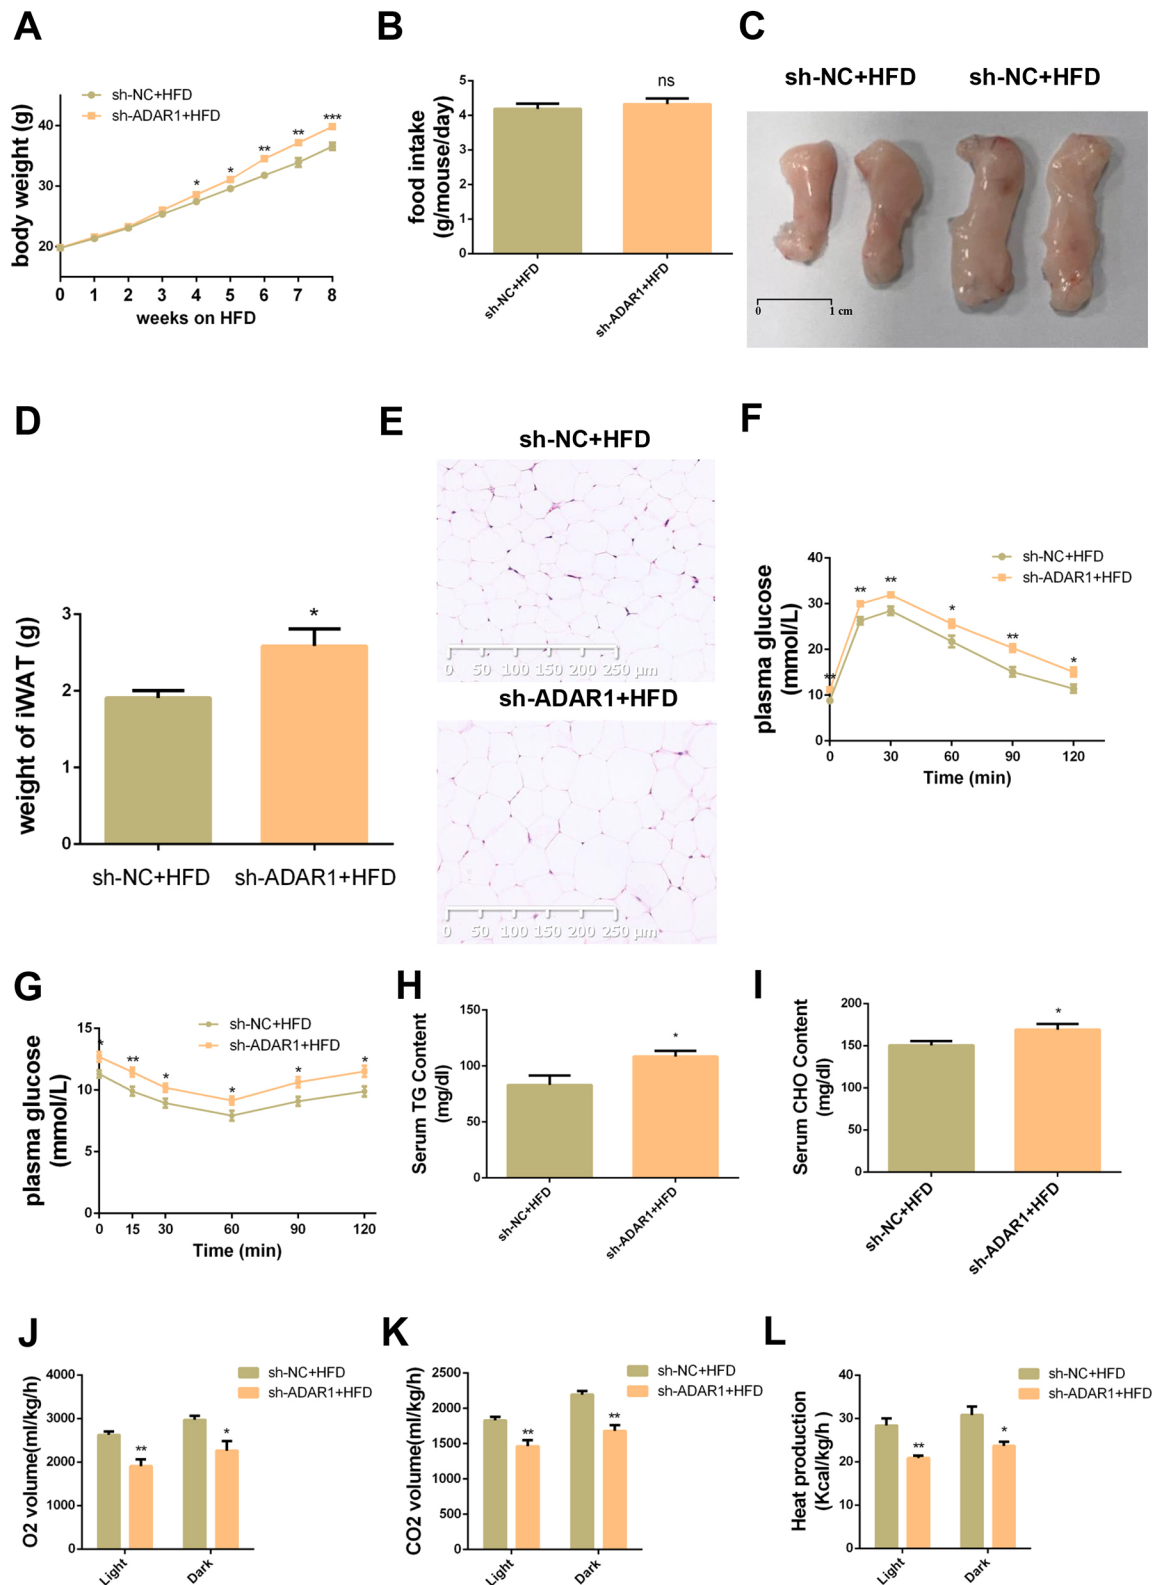 A
sh-NC+HFD
sh-ADAR1+HFD
body weight (g)
40
30
20
* * ** ** ***
0 1 2 3 4 5 6 7 8
weeks on HFD
B
food intake
(g/mouse/day)
5
4
3
2
1
0
ns
sh-NC+HFD
sh-ADAR1+HFD
C
sh-NC+HFD sh-NC+HFD
0 1 cm
D
weight of iWAT (g)
3
2
1
0
*
sh-NC+HFD sh-ADAR1+HFD
E
sh-NC+HFD
0 50 100 150 200 250 μm
sh-ADAR1+HFD
0 50 100 150 200 250 μm
F
sh-NC+HFD
sh-ADAR1+HFD
plasma glucose
(mmol/L)
40
30
20
10
0
** ** ** * ** *
0 30 60 90 120
Time (min)
G
sh-NC+HFD
sh-ADAR1+HFD
plasma glucose
(mmol/L)
15
10
5
0
* ** * * * *
0 15 30 60 90 120
Time (min)
H
Serum TG Content
(mg/dl)
150
100
50
0
*
sh-NC+HFD
sh-ADAR1+HFD
I
Serum CHO Content
(mg/dl)
200
150
100
50
0
*
sh-NC+HFD
sh-ADAR1+HFD
J
sh-NC+HFD
sh-ADAR1+HFD
O2 volume(ml/kg/h)
4000
3000
2000
1000
0
** *
Light Dark
K
sh-NC+HFD
sh-ADAR1+HFD
CO2 volume(ml/kg/h)
2500
2000
1500
1000
500
0
** **
Light Dark
L
sh-NC+HFD
sh-ADAR1+HFD
Heat production
(Kcal/kg/h )
40
30
20
10
0
** *
Light Dark